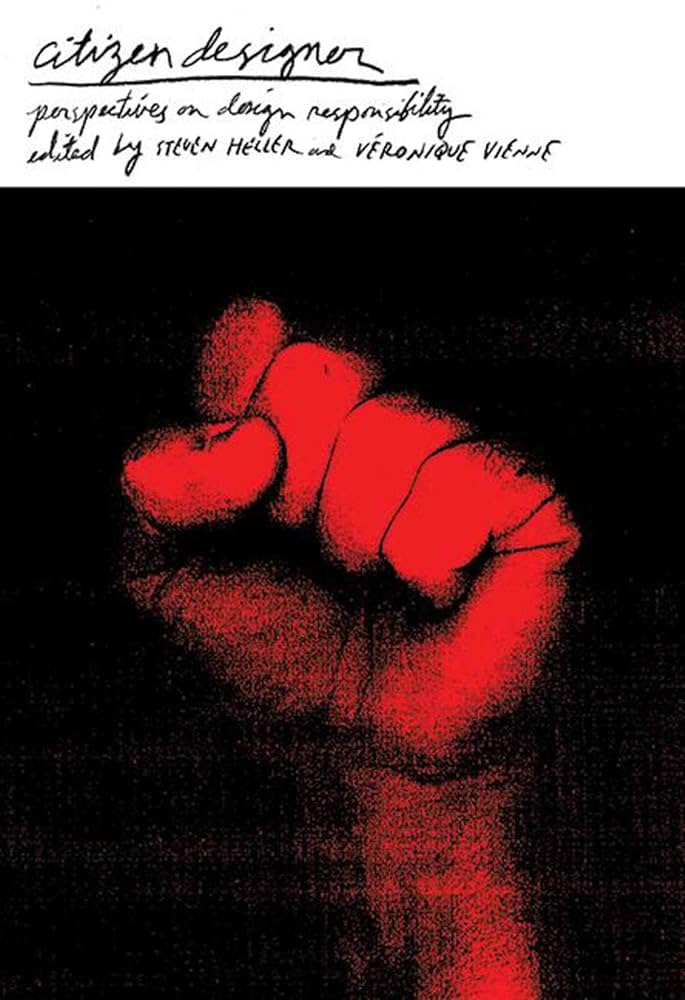 citizen designer
perspectives on design responsibility
edited by STEVEN HELLER and VÉRONIQUE VIENNE